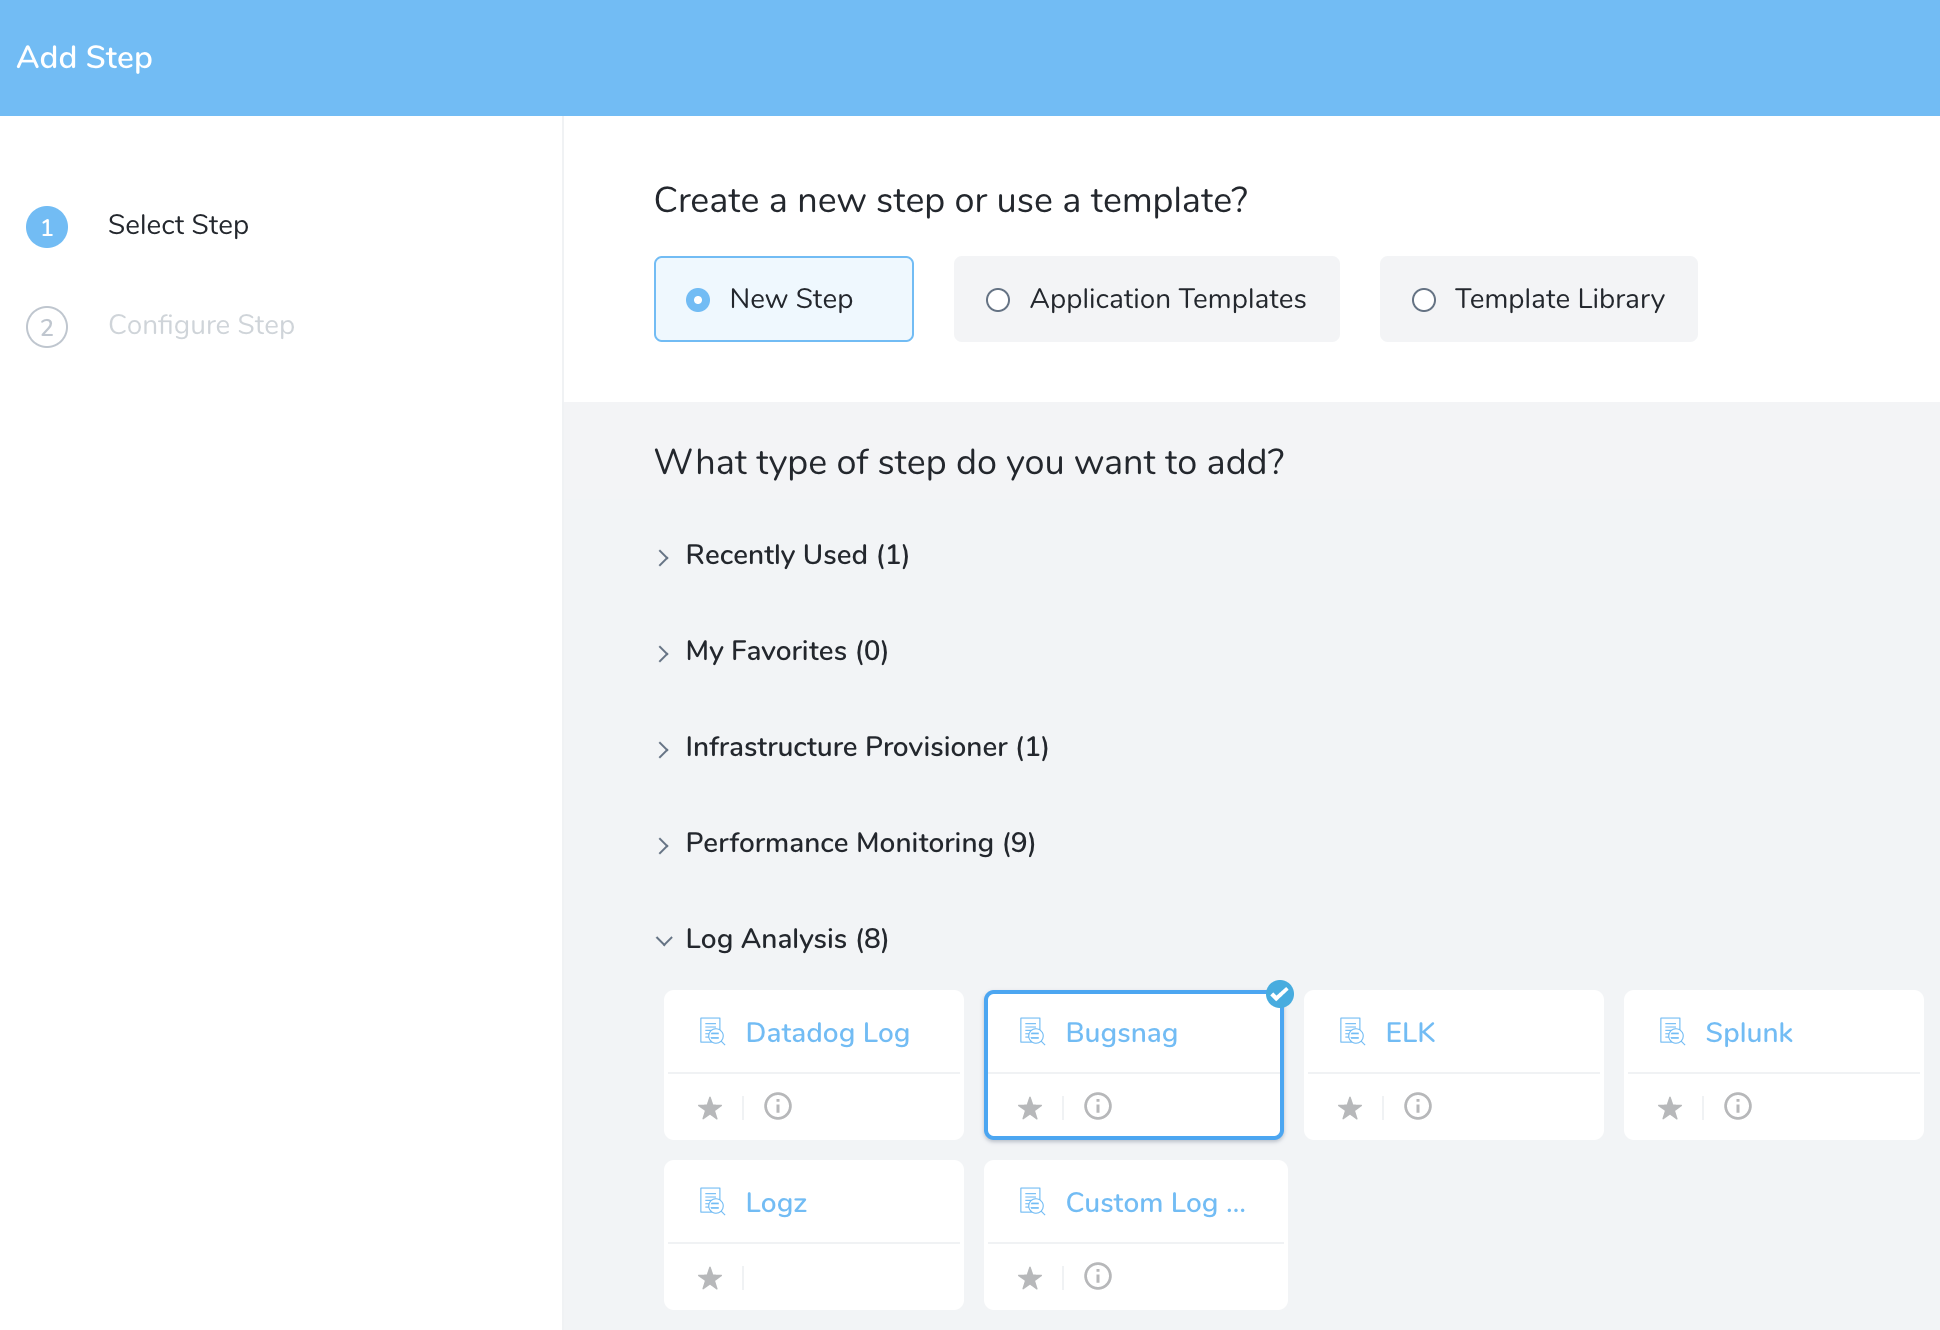 Add Step
1 Select Step
2 Configure Step
Create a new step or use a template?
New Step Application Templates Template Library
What type of step do you want to add?
Recently Used (1)
My Favorites (0)
Infrastructure Provisioner (1)
Performance Monitoring (9)
Log Analysis (8)
Datadog Log Bugsnag ELK Splunk
Logz Custom Log ...